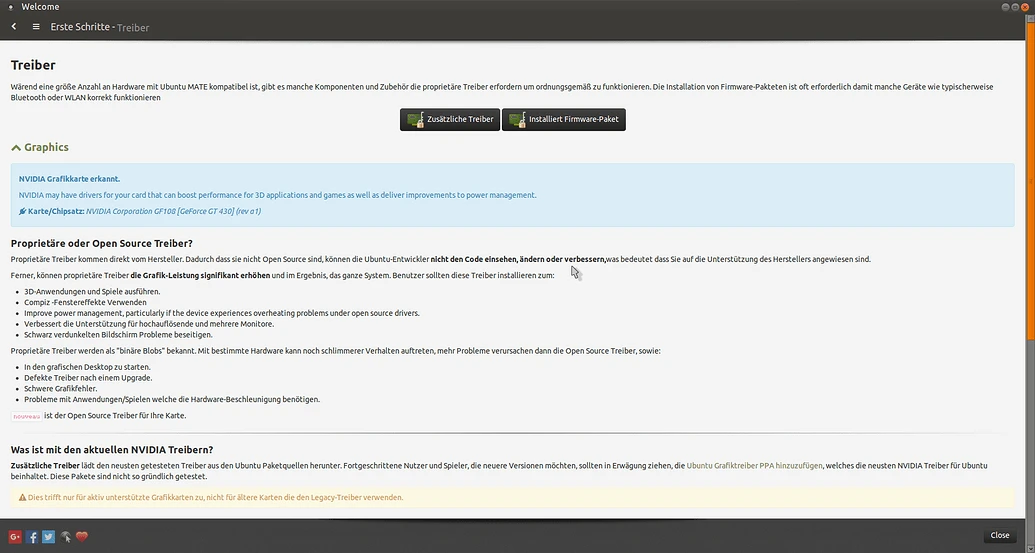 Welcome
Erste Schritte - Treiber
Treiber
Wärend eine größe Anzahl an Hardware mit Ubuntu MATE kompatibel ist, gibt es manche Komponenten und Zubehör die proprietäre Treiber erfordern um ordnungsgemäß zu funktionieren. Die Installation von Firmware-Pakteten ist oft erforderlich damit manche Geräte wie typischerweise
Bluetooth oder WLAN korrekt funktionieren
Zusätzliche Treiber
Installiert Firmware-Paket
Graphics
NVIDIA Grafikkarte erkannt.
NVIDIA may have drivers for your card that can boost performance for 3D applications and games as well as deliver improvements to power management.
Karte/Chipsatz: NVIDIA Corporation GF108 [GeForce GT 430] (rev a1)
Proprietäre oder Open Source Treiber?
Proprietäre Treiber kommen direkt vom Hersteller. Dadurch dass sie nicht Open Source sind, können die Ubuntu-Entwickler nicht den Code einsehen, ändern oder verbessern,was bedeutet dass Sie auf die Unterstützung des Herstellers angewiesen sind.
Ferner, können proprietäre Treiber die Grafik-Leistung signifikant erhöhen und im Ergebnis, das ganze System. Benutzer sollten diese Treiber installieren zum:
• 3D-Anwendungen und Spiele ausführen.
• Compiz -Fenstereffekte Verwenden
• Improve power management, particularly if the device experiences overheating problems under open source drivers.
• Verbessert die Unterstützung für hochauflösende und mehrere Monitore.
• Schwarz verdunkelten Bildschirm Probleme beseitigen.
Proprietäre Treiber werden als "binäre Blobs" bekannt. Mit bestimmte Hardware kann noch schlimmerer Verhalten auftreten, mehr Probleme verursachen dann die Open Source Treiber, sowie:
• In den grafischen Desktop zu starten.
• Defekte Treiber nach einem Upgrade.
• Schwere Grafikfehler.
• Probleme mit Anwendungen/Spielen welche die Hardware-Beschleunigung benötigen.
nouveau ist der Open Source Treiber für Ihre Karte.
Was ist mit den aktuellen NVIDIA Treibern?
Zusätzliche Treiber lädt den neusten getesteten Treiber aus den Ubuntu Paketquellen herunter. Fortgeschrittene Nutzer und Spieler, die neuere Versionen möchten, sollten in Erwägung ziehen, die Ubuntu Grafiktreiber PPA hinzuzufügen, welches die neusten NVIDIA Treiber für Ubuntu
beinhaltet. Diese Pakete sind nicht so gründlich getestet.
Dies trifft nur für aktiv unterstützte Grafikkarten zu, nicht für ältere Karten die den Legacy-Treiber verwenden.
Close